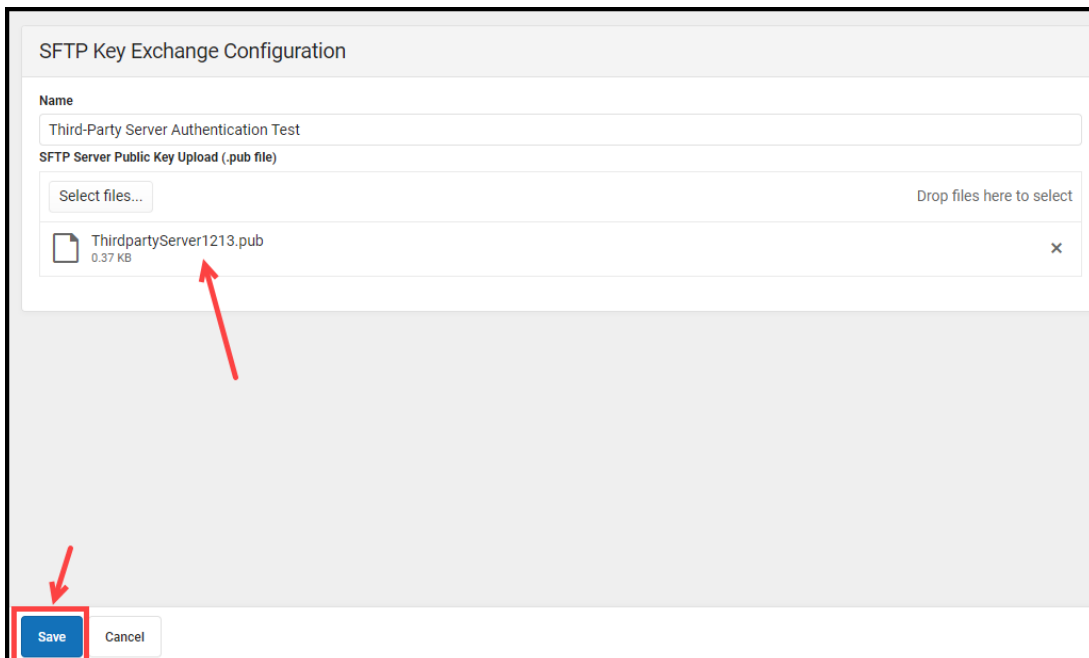 SFTP Key Exchange Configuration
Name
Third-Party Server Authentication Test
SFTP Server Public Key Upload (.pub file)
Select files...
Drop files here to select
ThirdpartyServer1213.pub
0.37 KB
Save
Cancel